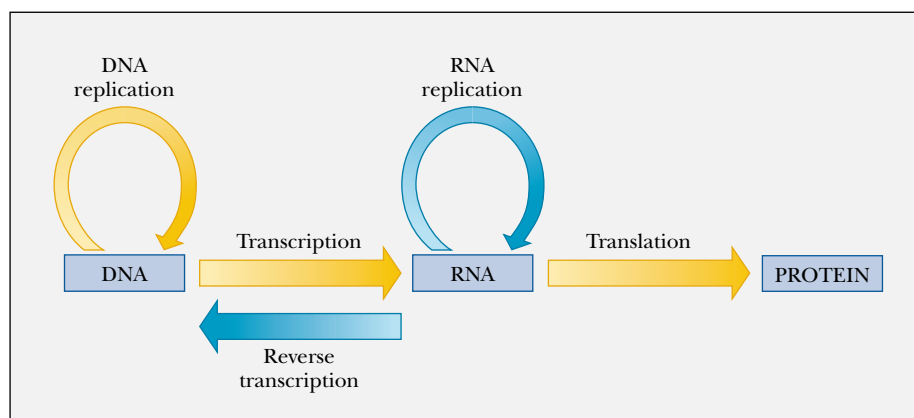 DNA
replication
RNA
replication
Transcription
Translation
DNA
RNA
PROTEIN
Reverse
transcription